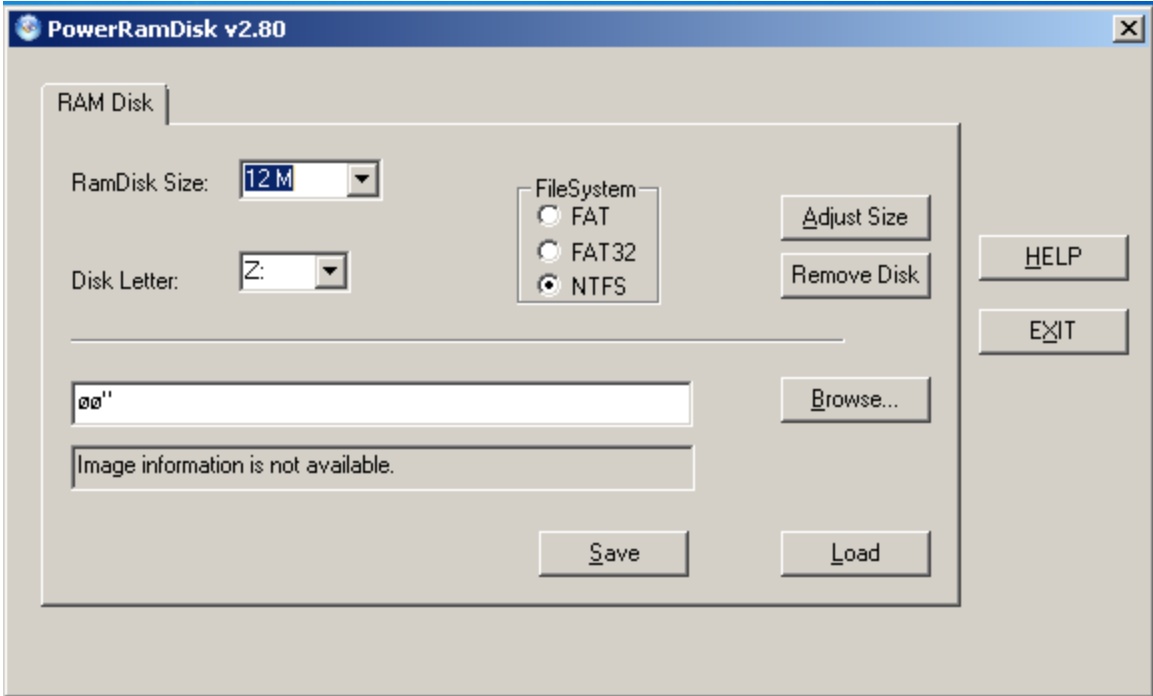 PowerRamDisk v2.80
RAM Disk
RamDisk Size:
12 M
FileSystem
FAT
FAT32
NTFS
Adjust Size
Remove Disk
HELP
EXIT
Disk Letter:
Z:
øø''
Browse...
Image information is not available.
Save
Load